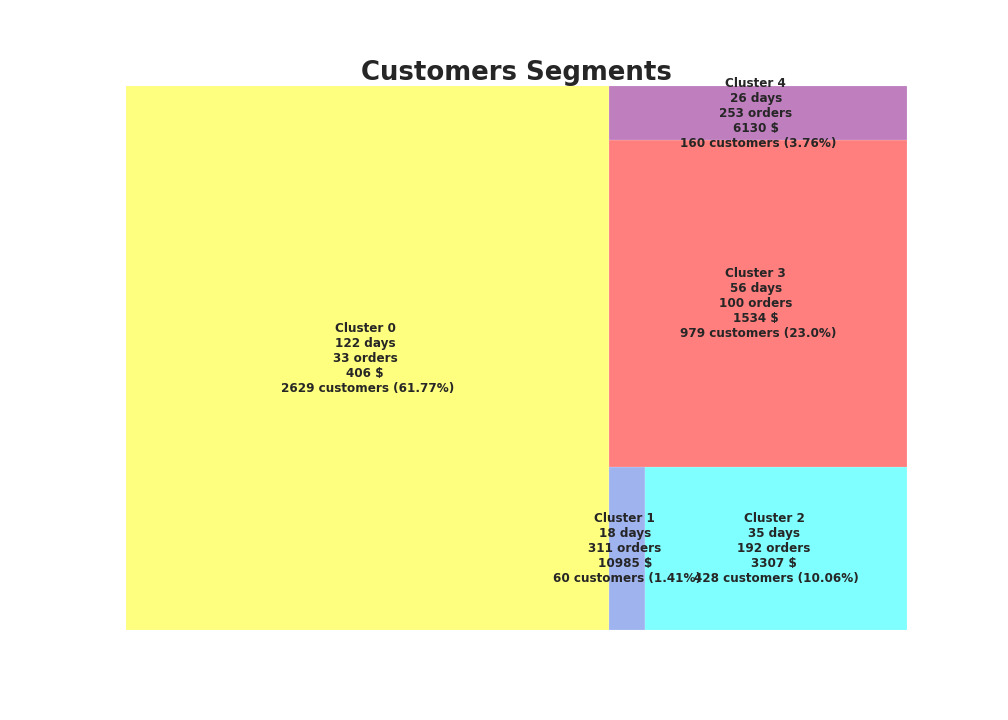 Customers Segments
Cluster 4
26 days
253 orders
6130 $
160 customers (3.76%)
Cluster 3
56 days
100 orders
1534 $
979 customers (23.0%)
Cluster 0
122 days
33 orders
406 $
2629 customers (61.77%)
Cluster 1
18 days
311 orders
10985 $
60 customers (1.41%)
Cluster 2
35 days
192 orders
3307 $
428 customers (10.06%)